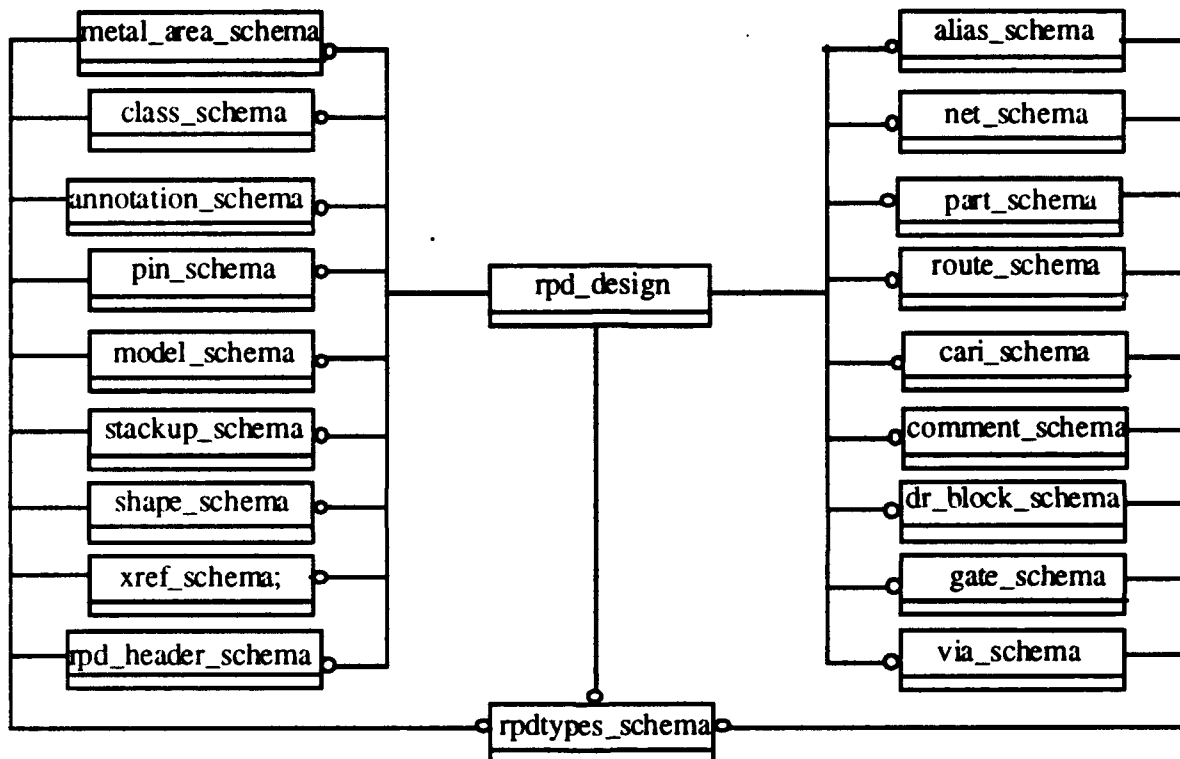 metal_area_schema
class_schema
annotation_schema
pin_schema
model_schema
stackup_schema
shape_schema
xref_schema;
rpd_header_schema
rpd_design
rpdtypes_schema
alias_schema
net_schema
part_schema
route_schema
cari_schema
comment_schema
dr_block_schema
gate_schema
via_schema